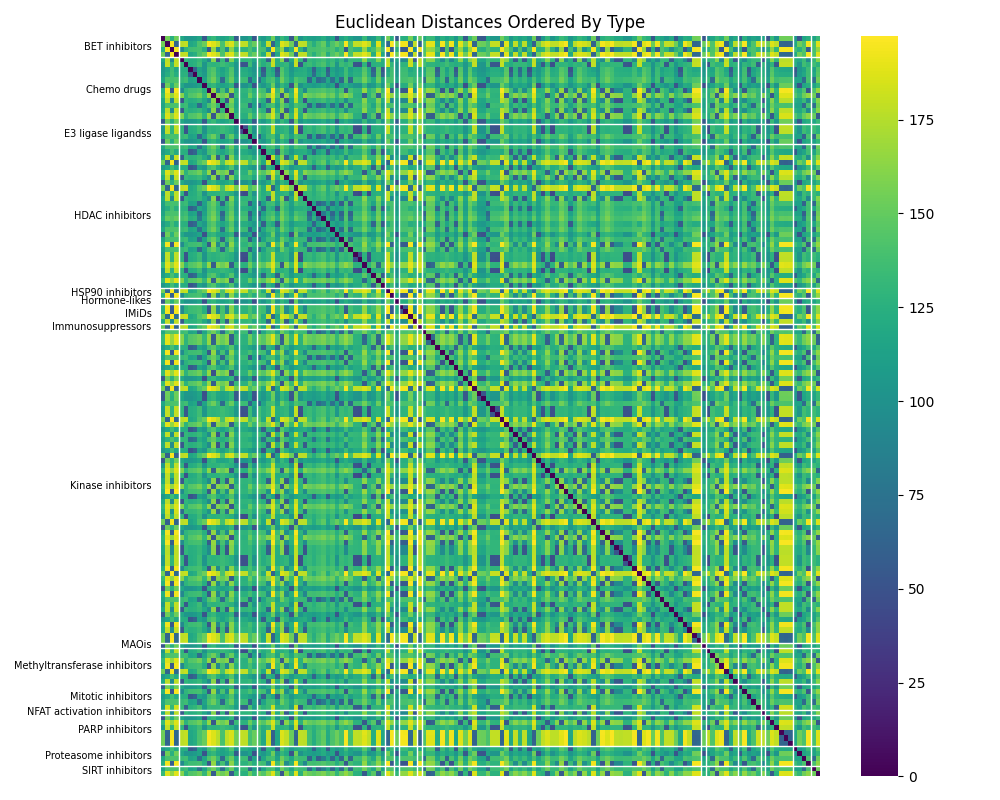 Euclidean Distances Ordered By Type
BET inhibitors
Chemo drugs
E3 ligase ligandss
HDAC inhibitors
HSP90 inhibitors
Hormone-likes
IMiDs
Immunosuppressors
Kinase inhibitors
MAOis
Methyltransferase inhibitors
Mitotic inhibitors
NFAT activation inhibitors
PARP inhibitors
Proteasome inhibitors
SIRT inhibitors
175
150
125
100
75
50
25
0